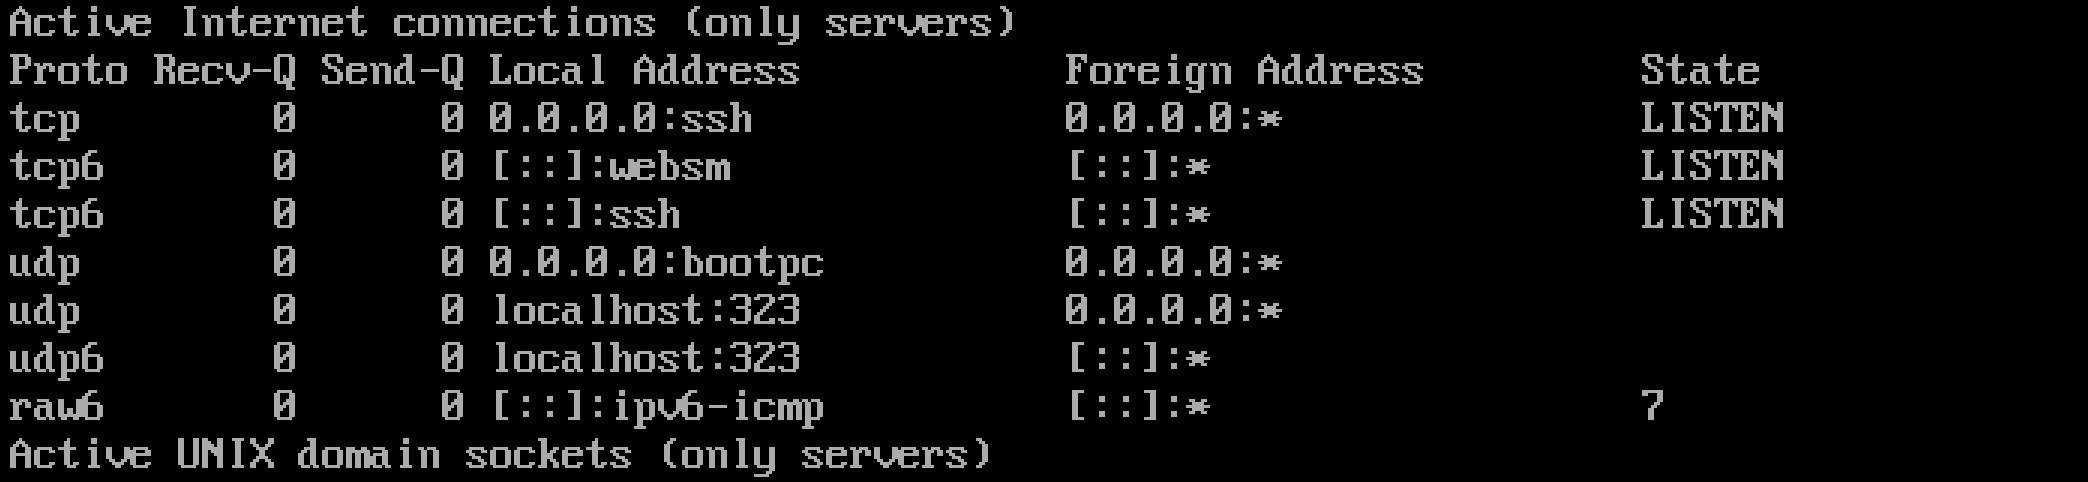 Active Internet connections (only servers)
Proto Recv-Q Send-Q Local Address           Foreign Address         State
tcp        0      0 0.0.0.0:ssh             0.0.0.0:*               LISTEN
tcp6       0      0 [::]:websm              [::]:*                  LISTEN
tcp6       0      0 [::]:ssh                [::]:*                  LISTEN
udp        0      0 0.0.0.0:bootpc          0.0.0.0:*
udp        0      0 localhost:323           0.0.0.0:*
udp6       0      0 localhost:323           [::]:*
raw6       0      0 [::]:ipv6-icmp          [::]:*                  7
Active UNIX domain sockets (only servers)